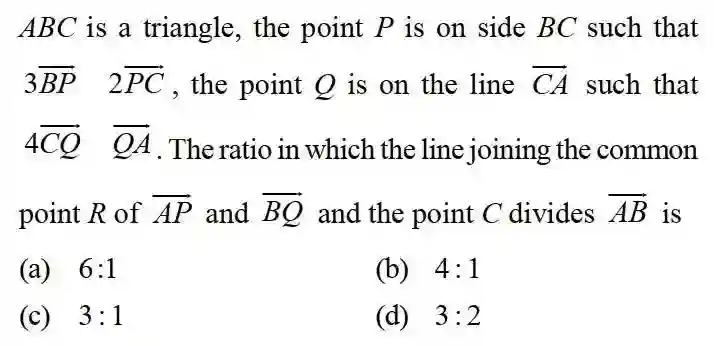 ABC is a triangle, the point P is on side BC such that
3$\overrightarrow{BP}$ 2$\overrightarrow{PC}$ , the point Q is on the line $\overrightarrow{CA}$ such that
4$\overrightarrow{CQ}$ $\overrightarrow{QA}$ . The ratio in which the line joining the common
point R of $\overrightarrow{AP}$ and $\overrightarrow{BQ}$ and the point C divides $\overrightarrow{AB}$ is
(a) 6:1 (b) 4:1
(c) 3:1 (d) 3:2